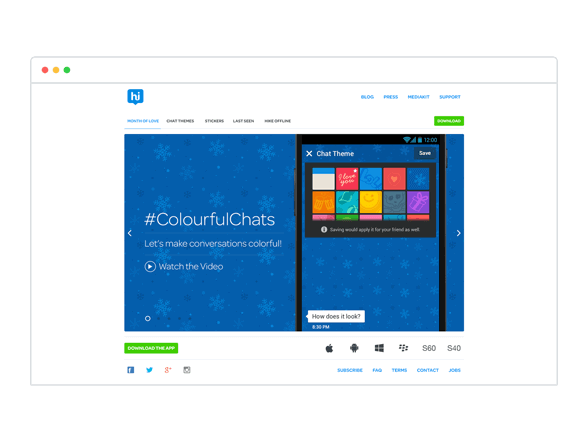 hi
BLOG PRESS MEDIAKIT SUPPORT
MONTH OF LOVE CHAT THEMES STICKERS LAST SEEN HIKE OFFLINE
DOWNLOAD
12:00
Chat Theme Save
I love you
#ColourfulChats
Let's make conversations colorful!
Watch the Video
Saving would apply it for your friend as well.
How does it look?
8:30 PM
DOWNLOAD THE APP
S60 S40
SUBSCRIBE FAQ TERMS CONTACT JOBS